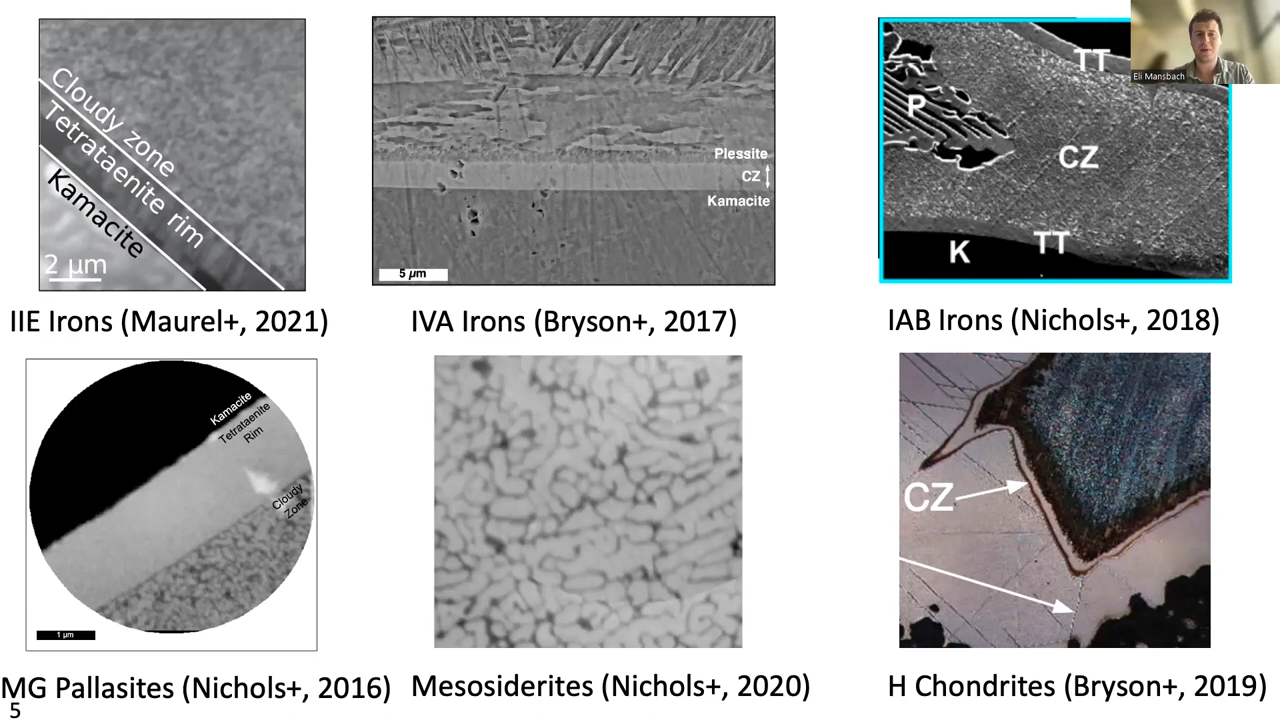 Cloudy zone
Tetrataenite rim
Kamacite
2 µm
Plessite
CZ
Kamacite
5 µm
TT
P
CZ
K
TT
Eli Mansbach
IIE Irons (Maurel+, 2021)
IVA Irons (Bryson+, 2017)
IAB Irons (Nichols+, 2018)
Kamacite
Tetrataenite
Rim
Cloudy
Zone
1 µm
CZ
MG Pallasites (Nichols+, 2016)
Mesosiderites (Nichols+, 2020)
H Chondrites (Bryson+, 2019)
5